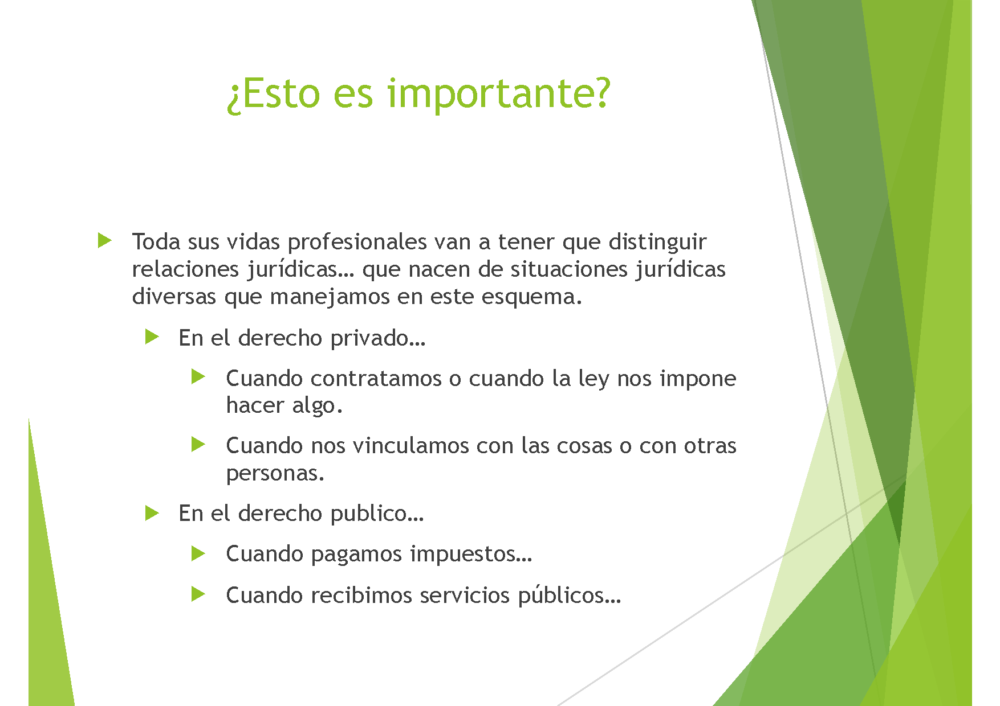 ¿Esto es importante?
Toda sus vidas profesionales van a tener que distinguir
relaciones jurídicas… que nacen de situaciones jurídicas
diversas que manejamos en este esquema.
En el derecho privado…
Cuando contratamos o cuando la ley nos impone
hacer algo.
Cuando nos vinculamos con las cosas o con otras
personas.
En el derecho publico…
Cuando pagamos impuestos…
Cuando recibimos servicios públicos…